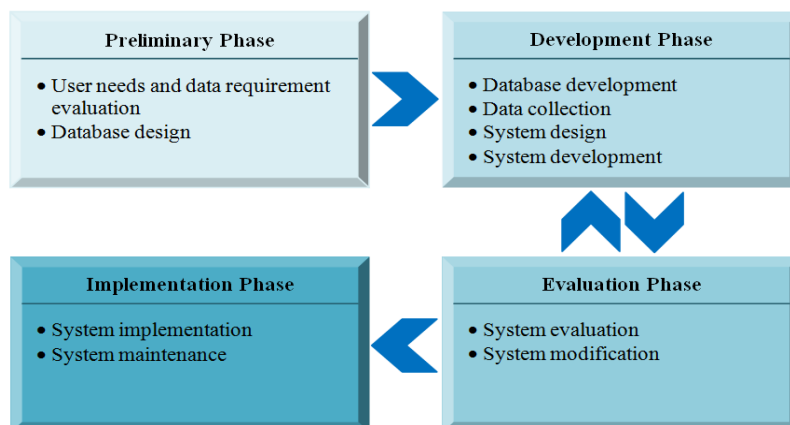 Preliminary Phase
• User needs and data requirement
evaluation
• Database design
Development Phase
• Database development
• Data collection
• System design
• System development
Implementation Phase
• System implementation
• System maintenance
Evaluation Phase
• System evaluation
• System modification